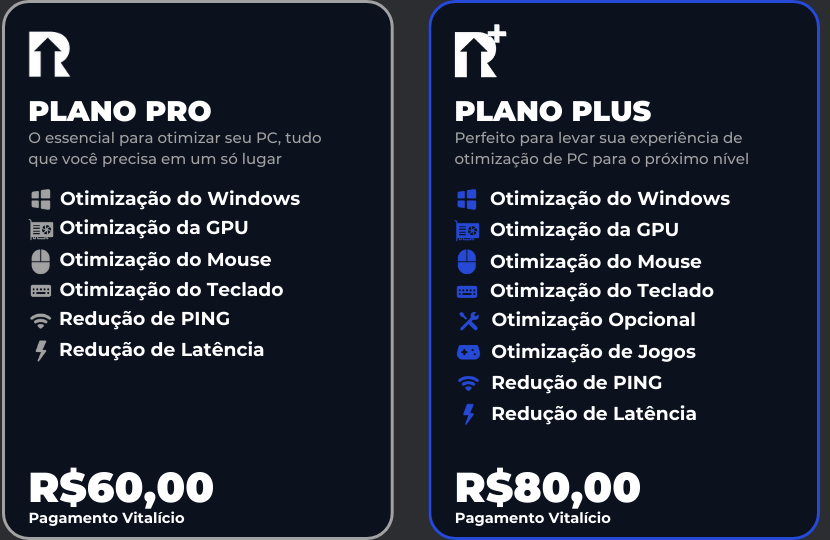 PLANO PRO
O essencial para otimizar seu PC, tudo
que você precisa em um só lugar
Otimização do Windows
Otimização da GPU
Otimização do Mouse
Otimização do Teclado
Redução de PING
Redução de Latência
R$60,00
Pagamento Vitalício
PLANO PLUS
Perfeito para levar sua experiência de
otimização de PC para o próximo nível
Otimização do Windows
Otimização da GPU
Otimização do Mouse
Otimização do Teclado
Otimização Opcional
Otimização de Jogos
Redução de PING
Redução de Latência
R$80,00
Pagamento Vitalício